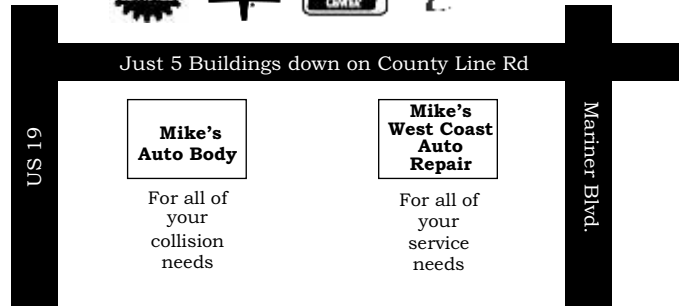 Just 5 Buildings down on County Line Rd
US 19
Mike's
Auto Body
For all of
your
collision
needs
Mike's
West Coast
Auto
Repair
For all of
your
service
needs
Mariner Blvd.